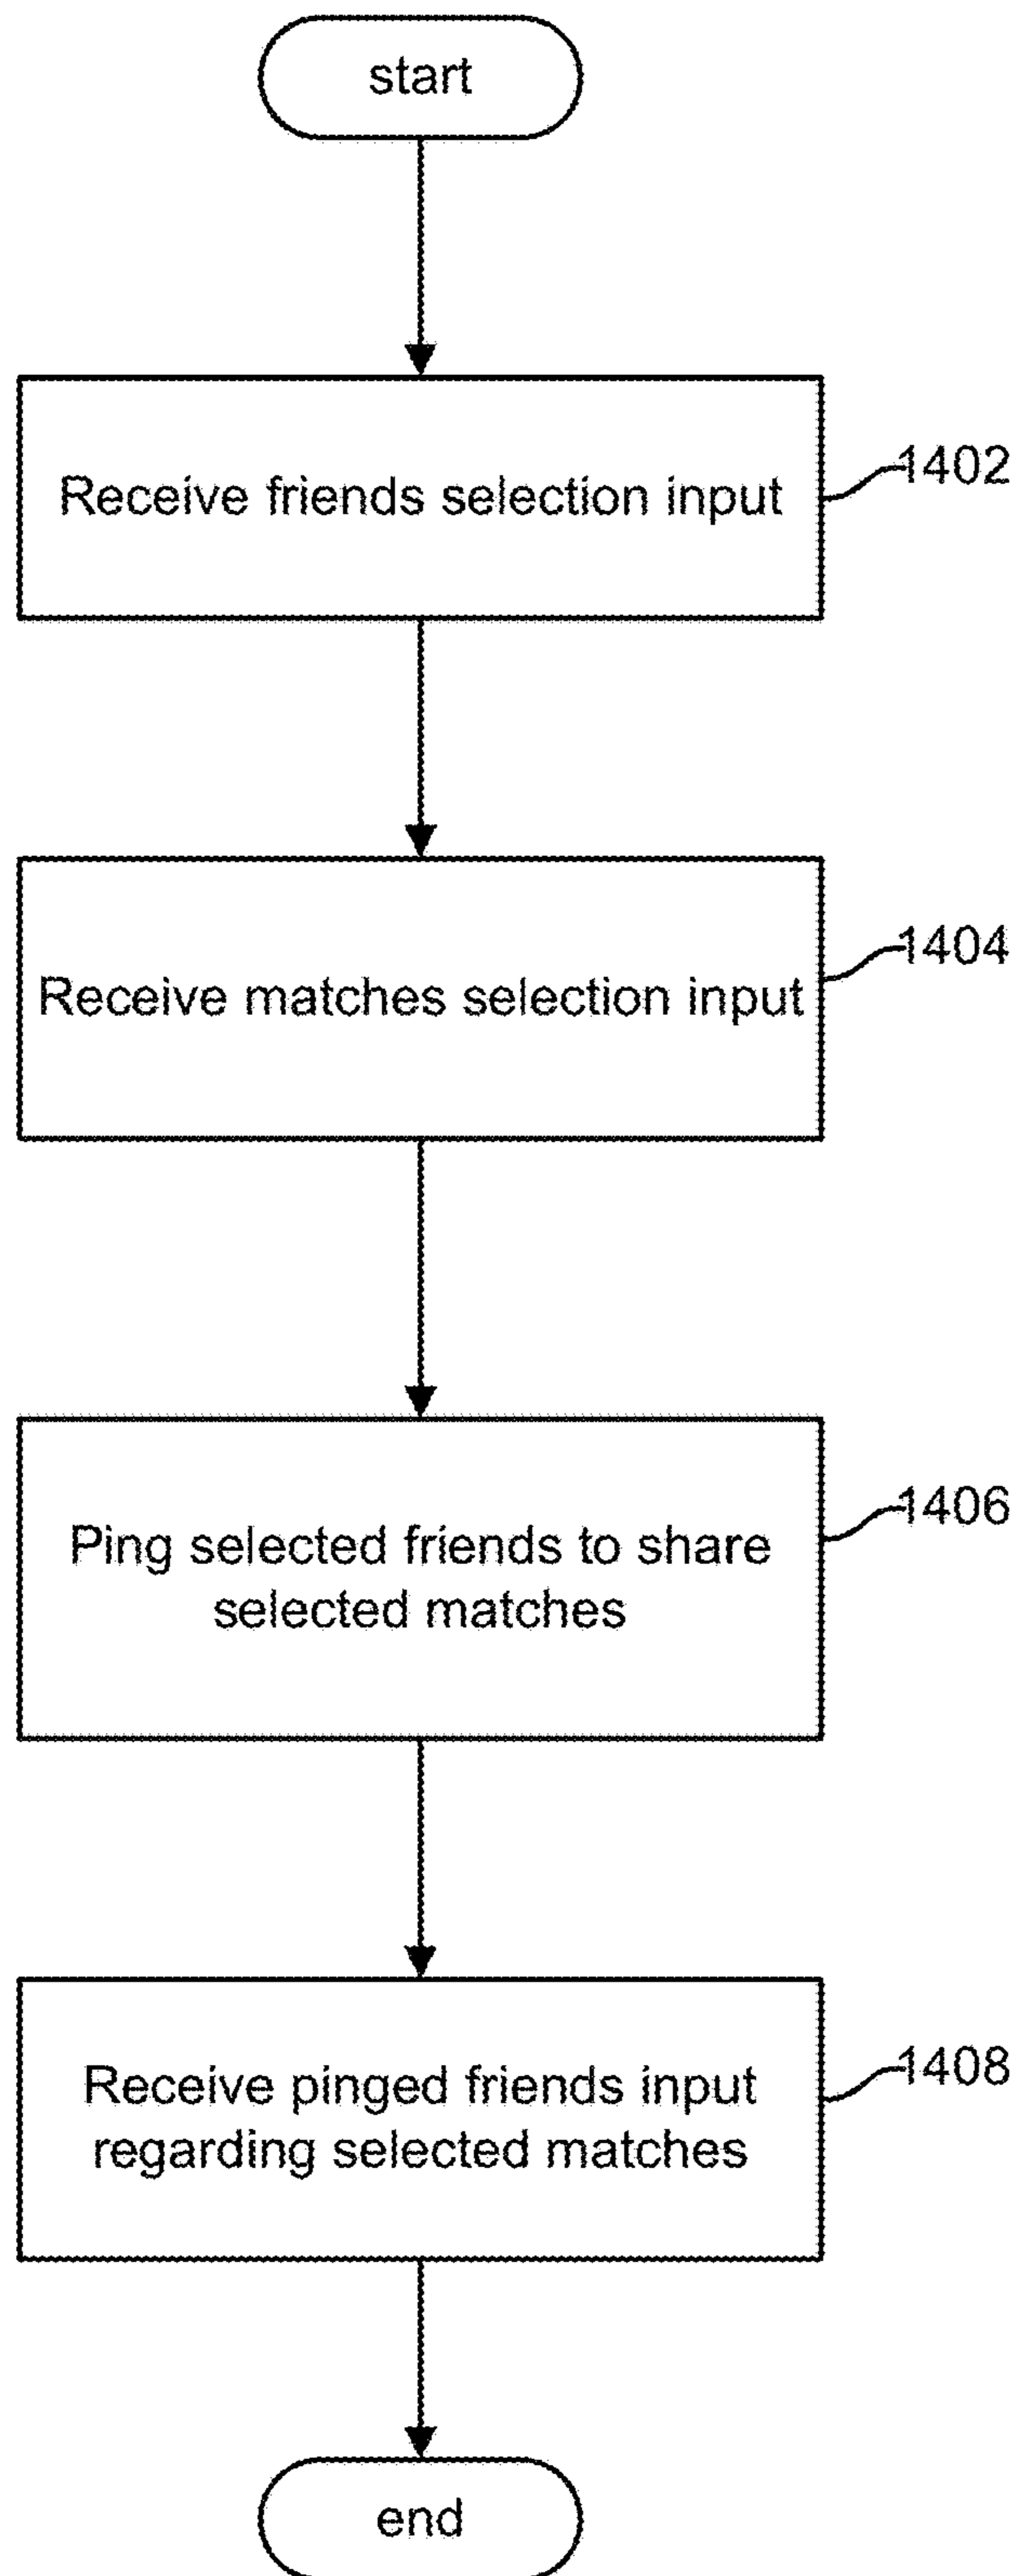 start
Receive friends selection input
1402
Receive matches selection input
1404
Ping selected friends to share
selected matches
1406
Receive pinged friends input
regarding selected matches
1408
end